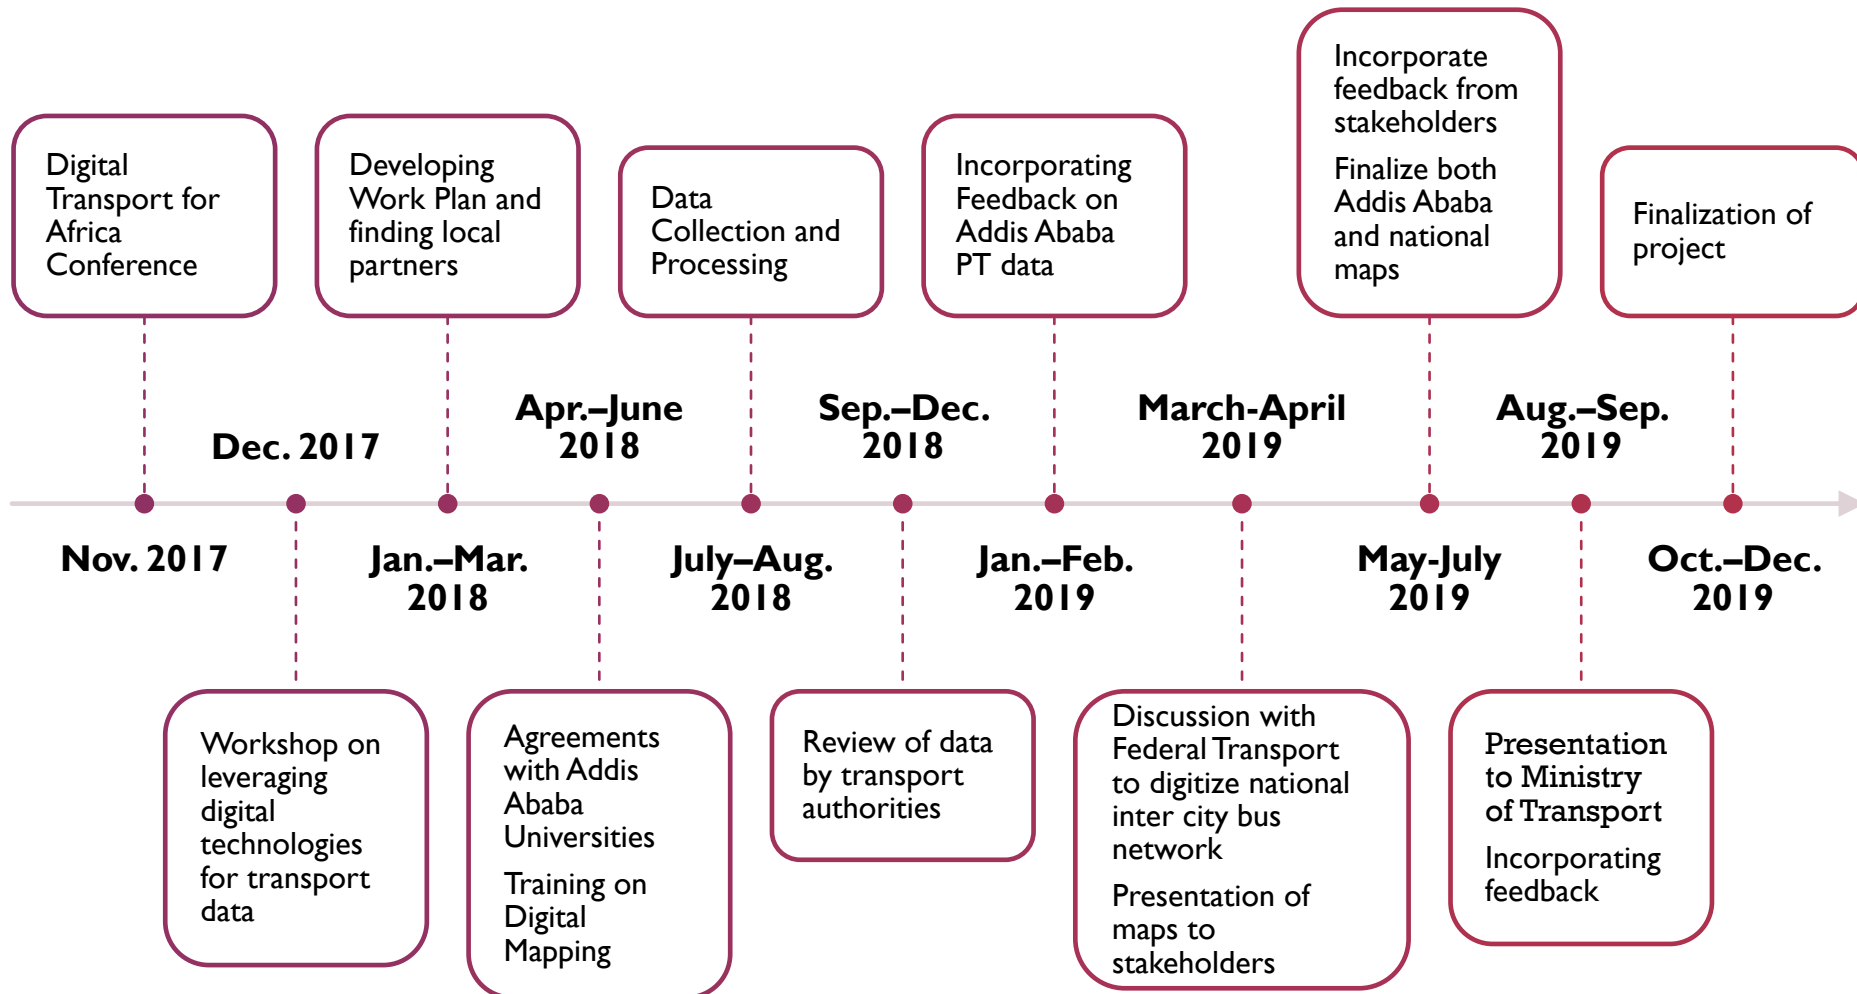 Digital
Transport for
Africa
Conference
Developing
Work Plan and
finding local
partners
Data
Collection and
Processing
Incorporating
Feedback on
Addis Ababa
PT data
Incorporate
feedback from
stakeholders
Finalize both
Addis Ababa
and national
maps
Finalization of
project
Dec. 2017
Apr.–June
2018
Sep.–Dec.
2018
March-April
2019
Aug.–Sep.
2019
Nov. 2017
Jan.–Mar.
2018
July–Aug.
2018
Jan.–Feb.
2019
May-July
2019
Oct.–Dec.
2019
Workshop on
leveraging
digital
technologies
for transport
data
Agreements
with Addis
Ababa
Universities
Training on
Digital
Mapping
Review of data
by transport
authorities
Discussion with
Federal Transport
to digitize national
inter city bus
network
Presentation of
maps to
stakeholders
Presentation
to Ministry
of Transport
Incorporating
feedback